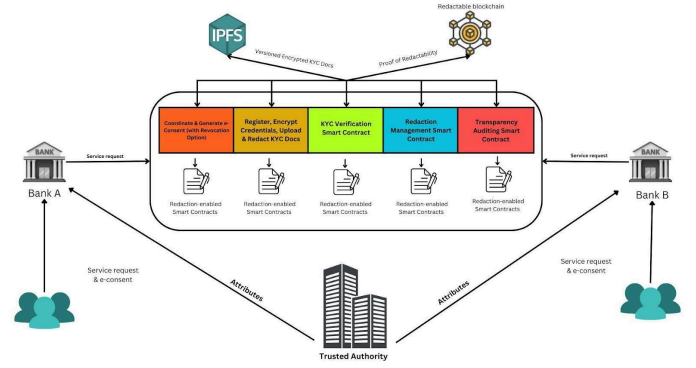 Redactable blockchain
IPFS
Versioned Encrypted KYC Docs
Proof of Redactability
Coordinate & Generate e-
Consent (with Revocation
Option)
Register, Encrypt
Credentials, Upload
& Redact KYC Docs
KYC Verification
Smart Contract
Redaction
Management Smart
Contract
Transparency
Auditing Smart
Contract
BANK
Service request
Bank A
Service request
BANK
Bank B
Redaction-enabled
Smart Contracts
Redaction-enabled
Smart Contracts
Redaction-enabled
Smart Contracts
Redaction-enabled
Smart Contracts
Redaction-enabled
Smart Contracts
Service request
& e-consent
Attributes
Attributes
Service request
& e-consent
Trusted Authority